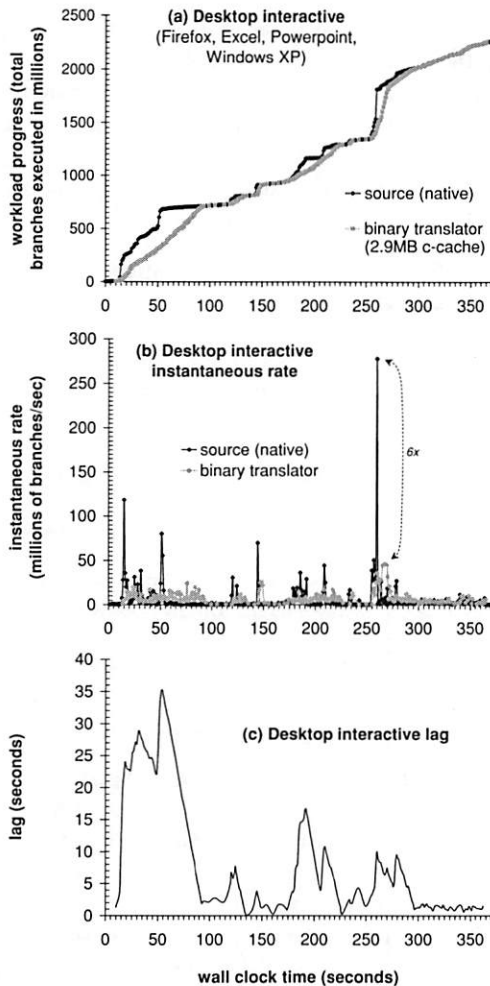 (a) Desktop interactive
(Firefox, Excel, Powerpoint,
Windows XP)
workload progress (total
branches executed in millions)
2500
2000
1500
1000
500
0
source (native)
binary translator
(2.9MB c-cache)
0 50 100 150 200 250 300 350
(b) Desktop interactive
instantaneous rate
instantaneous rate
(millions of branches/sec)
300
250
200
150
100
50
0
source (native)
binary translator
6x
0 50 100 150 200 250 300 350
(c) Desktop interactive lag
lag (seconds)
40
35
30
25
20
15
10
5
0
0 50 100 150 200 250 300 350
wall clock time (seconds)